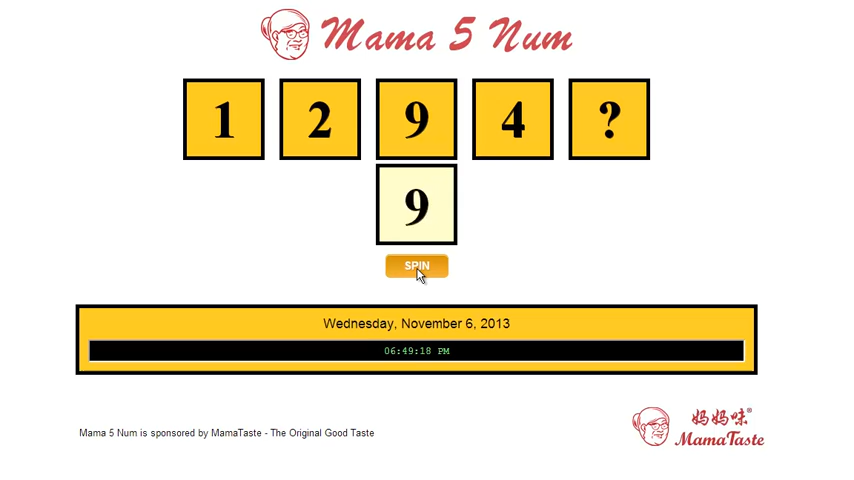 Mama 5 Num
1 2 9 4 ?
9
SPIN
Wednesday, November 6, 2013
06:49:18 PM
妈妈味®
MamaTaste
Mama 5 Num is sponsored by MamaTaste - The Original Good Taste